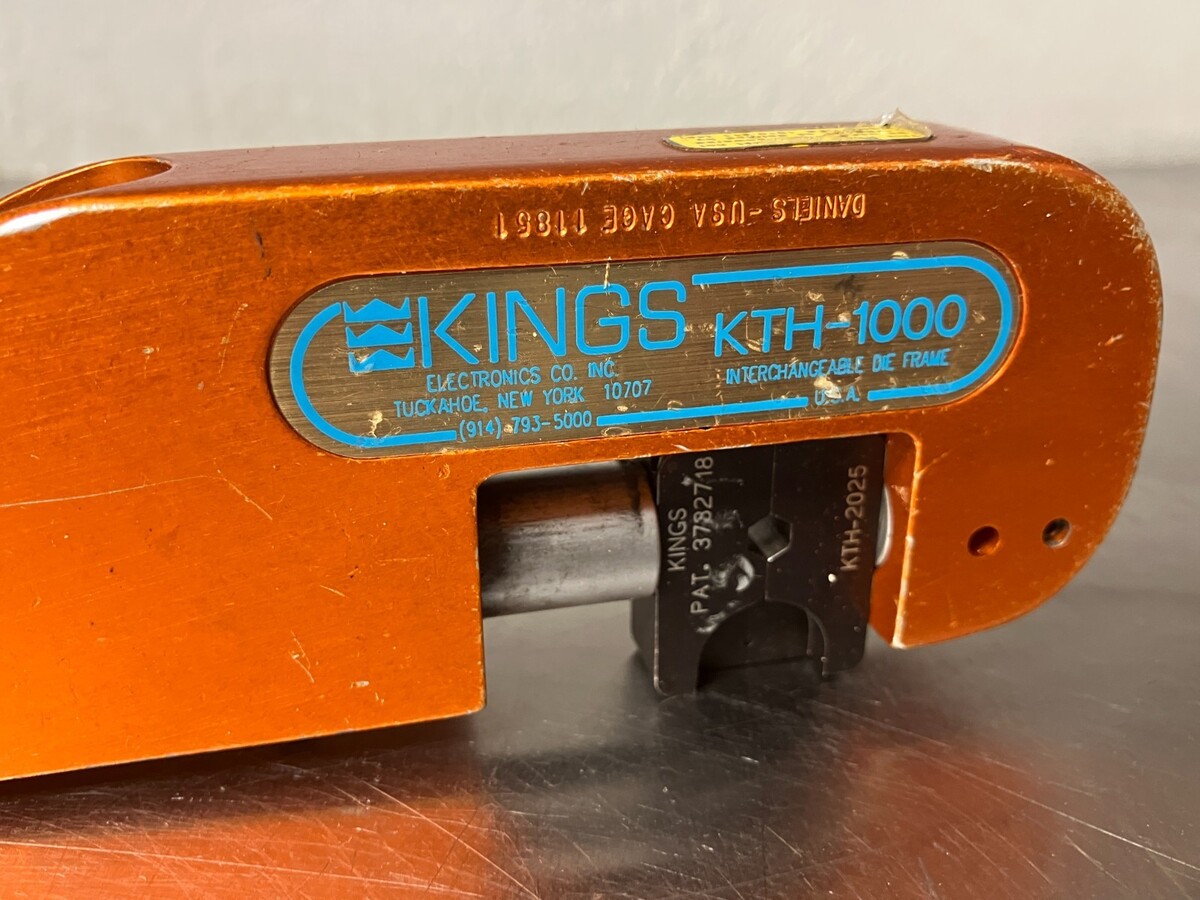 DANIELS-USA CAGE 11851
KINGS
ELECTRONICS CO. INC.
TUCKAHOE, NEW YORK 10707
(914) 793-5000
KTH-1000
INTERCHANGEABLE DIE FRAME
U.S.A.
KINGS
PAT. 3782718
KTH-2025